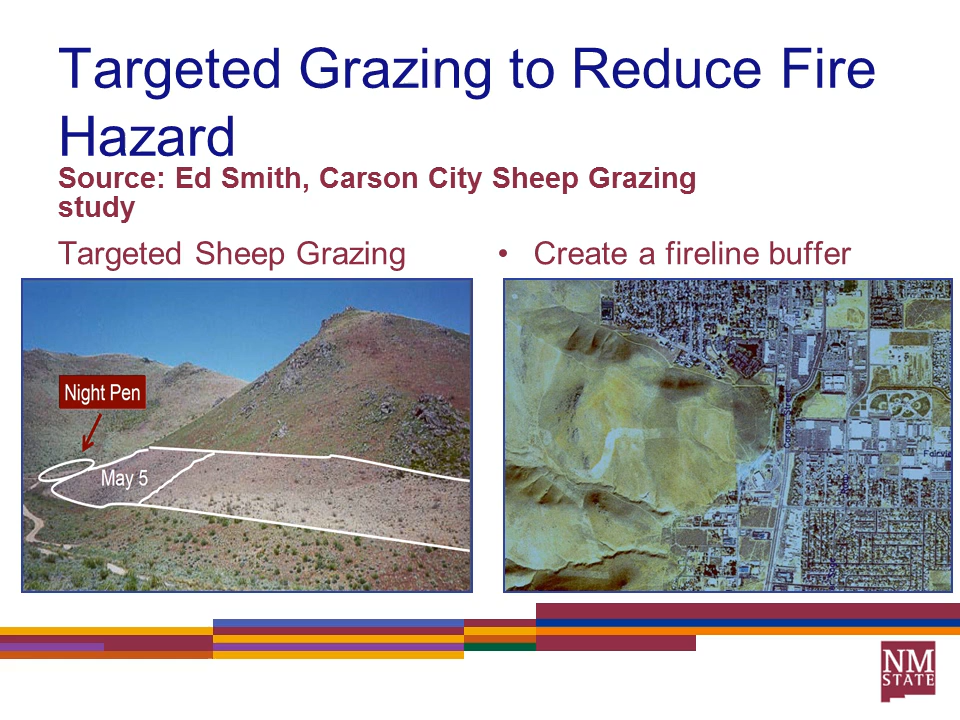 Targeted Grazing to Reduce Fire
Hazard
Source: Ed Smith, Carson City Sheep Grazing
study
Targeted Sheep Grazing
• Create a fireline buffer
Night Pen
May 5
NM
STATE